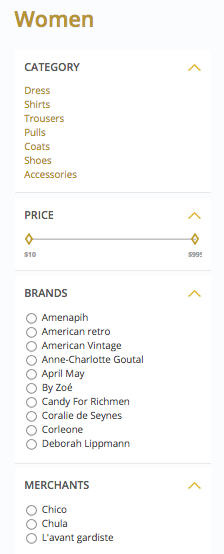 Women
CATEGORY
Dress
Shirts
Trousers
Pulls
Coats
Shoes
Accessories
PRICE
$10 $995
BRANDS
Amenapih
American retro
American Vintage
Anne-Charlotte Goutal
April May
By Zoé
Candy For Richmen
Coralie de Seynes
Corleone
Deborah Lippmann
MERCHANTS
Chico
Chula
L'avant gardiste